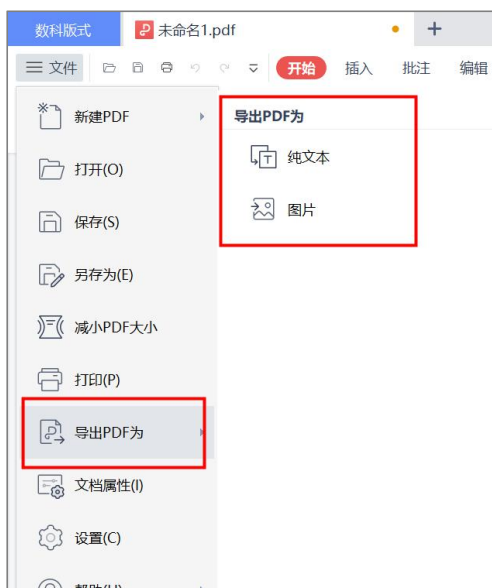 数科版式
未命名1.pdf
文件
开始 插入 批注 编辑
新建PDF
打开(O)
保存(S)
另存为(E)
减小PDF大小
打印(P)
导出PDF为
文档属性(I)
设置(C)
帮助(H)
导出PDF为
纯文本
图片